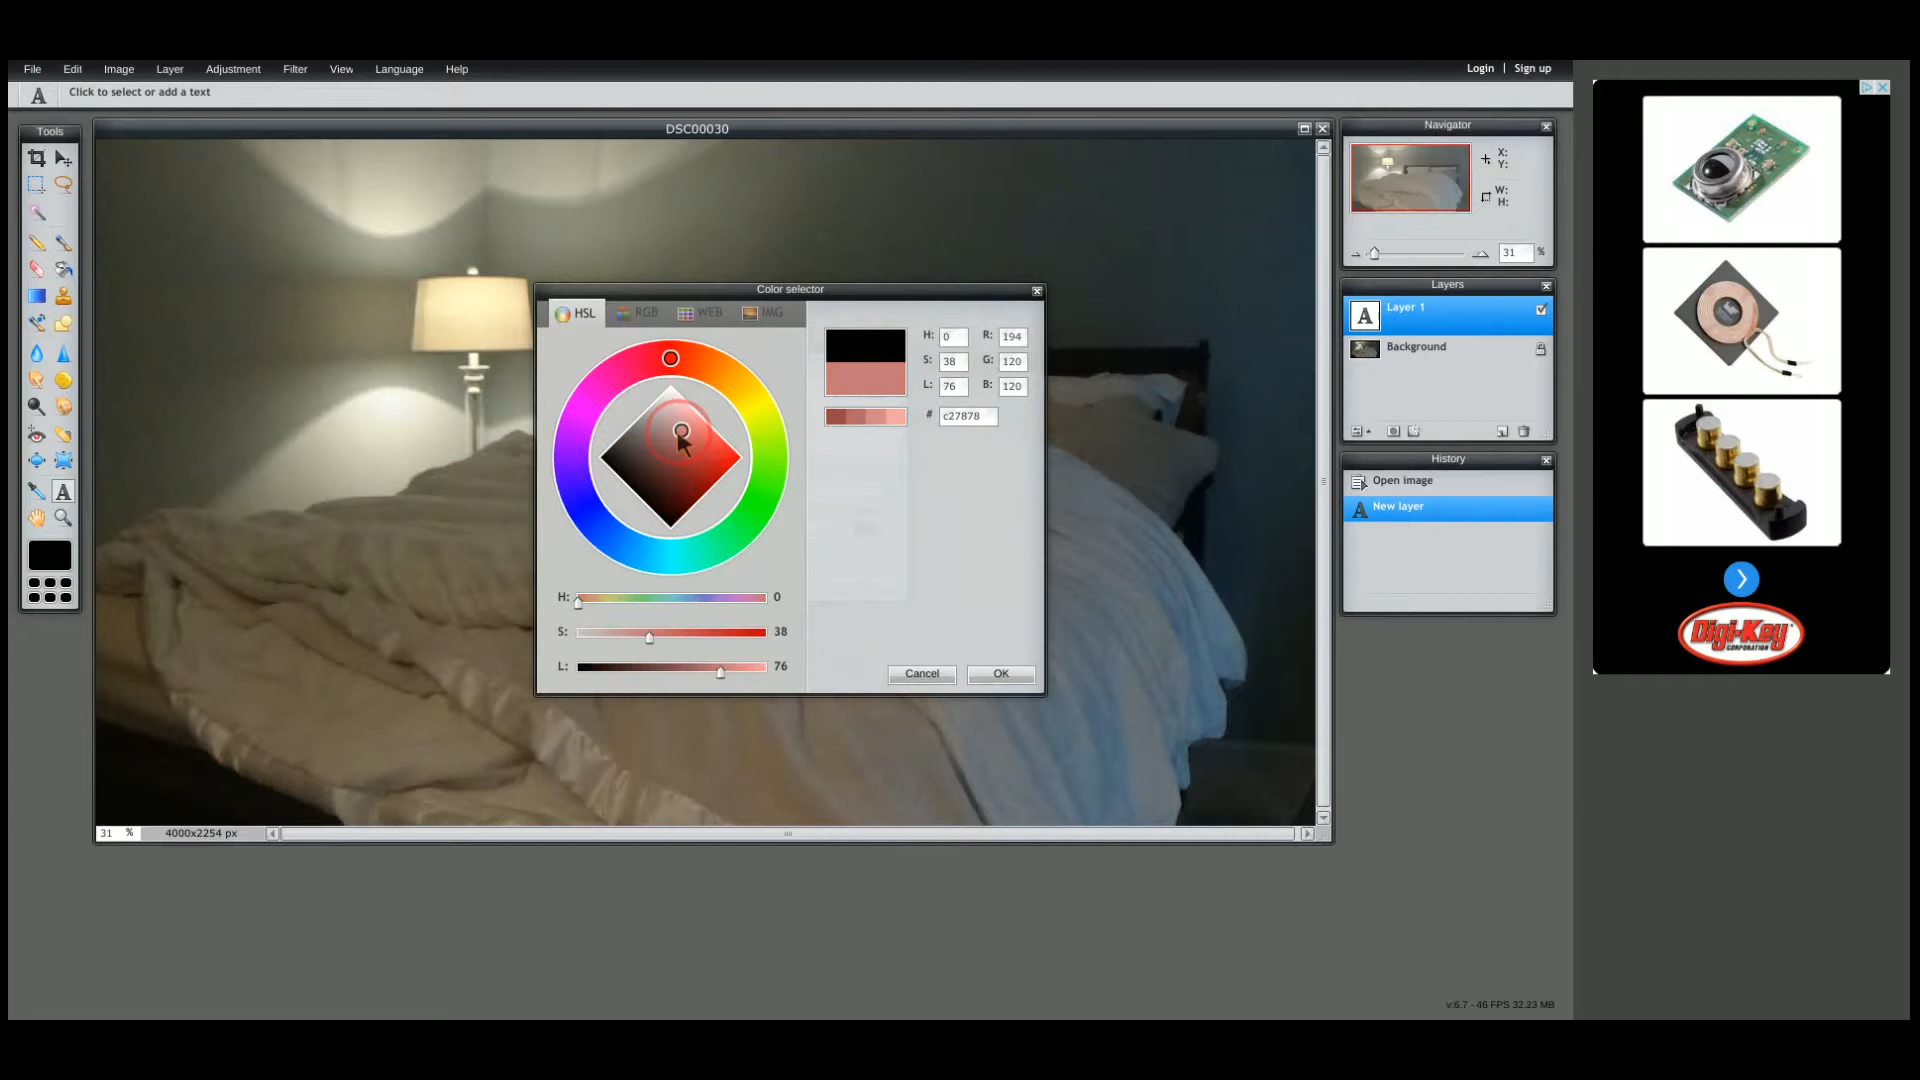 File Edit Image Layer Adjustment Filter View Language Help
Login | Sign up
A Click to select or add a text
Tools
DSC00030
Navigator
X:
Y:
W:
H:
31 %
Layers
A Layer 1
Background
History
Open image
A New layer
Color selector
HSL RGB WEB IMG
H: 0 R: 194
S: 38 G: 120
L: 76 B: 120
# c27878
H: 0
S: 38
L: 76
Cancel OK
A
31 % 4000x2254 px
Digi-Key
CORPORATION
v:6.7 - 46 FPS 32.23 MB